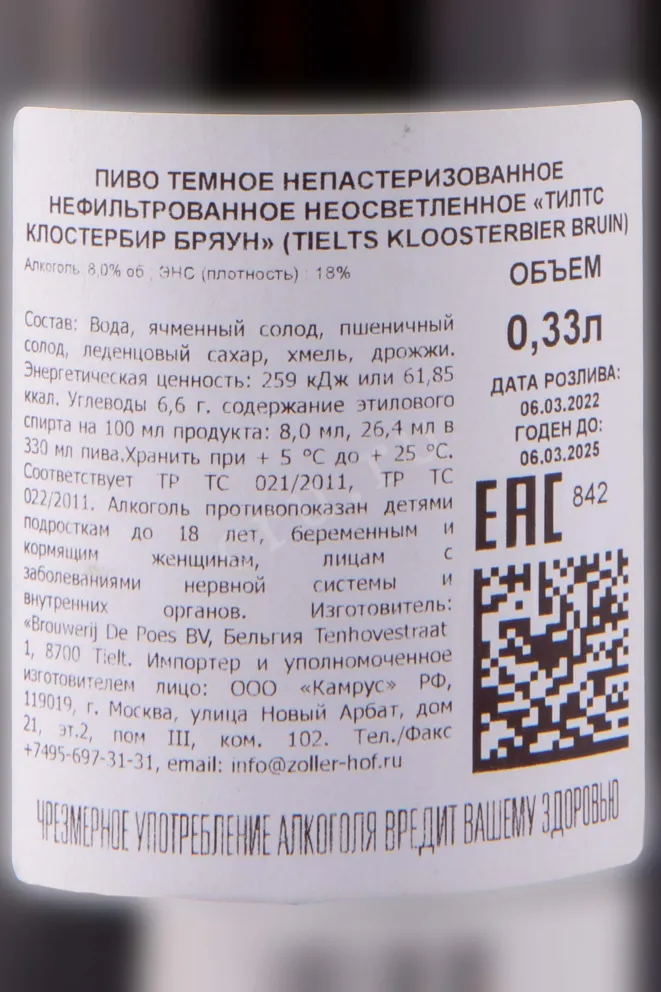 ПИВО ТЕМНОЕ НЕПАСТЕРИЗОВАННОЕ
НЕФИЛЬТРОВАННОЕ НЕОСВЕТЛЕННОЕ «ТИЛТС
КЛОСТЕРБИР БРЯУН» (TIELTS KLOOSTERBIER BRUIN)
Алкоголь 8,0% об , ЭНС (плотность) : 18%
Состав: Вода, ячменный солод, пшеничный
солод, леденцовый сахар, хмель, дрожжи.
Энергетическая ценность: 259 кДж или 61,85
ккал. Углеводы 6,6 г. содержание этилового
спирта на 100 мл продукта: 8,0 мл, 26,4 мл в
330 мл пива.Хранить при + 5 °С до + 25 °С.
Соответствует ТР ТС 021/2011, ТР ТС
022/2011. Алкоголь противопоказан детями
подросткам до 18 лет, беременным и
кормящим женщинам, лицам с
заболеваниями нервной системы и
внутренних органов. Изготовитель:
«Brouwerij De Poes BV, Бельгия Tenhovestraat
1, 8700 Tielt. Импортер и уполномоченное
изготовителем лицо: ООО «Камрус» РФ,
119019, г. Москва, улица Новый Арбат, дом
21, эт.2, пом III, ком. 102. Тел./Факс
+7495-697-31-31, email: info@zoller-hof.ru
ОБЪЕМ
0,33л
ДАТА РОЗЛИВА:
06.03.2022
ГОДЕН ДО:
06.03.2025
EAC 842
ЧРЕЗМЕРНОЕ УПОТРЕБЛЕНИЕ АЛКОГОЛЯ ВРЕДИТ ВАШЕМУ ЗДОРОВЬЮ